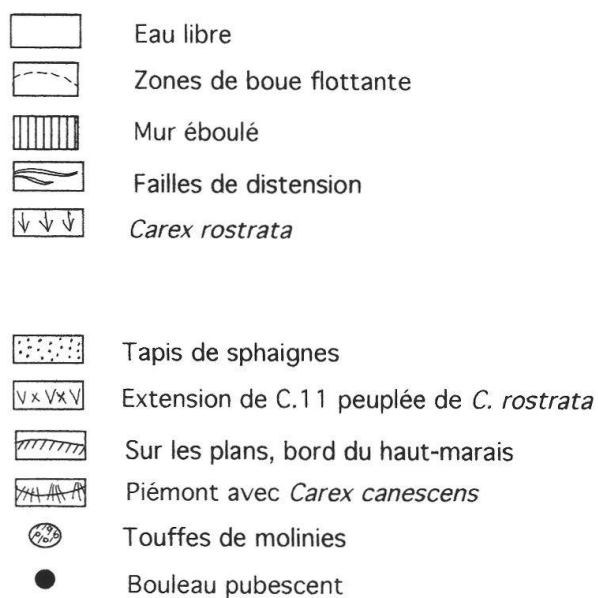 Eau libre
Zones de boue flottante
Mur éboulé
Failles de distension
Carex rostrata
Tapis de sphaignes
Extension de C.11 peuplée de C. rostrata
Sur les plans, bord du haut-marais
Piémont avec Carex canescens
Touffes de molinies
Bouleau pubescent